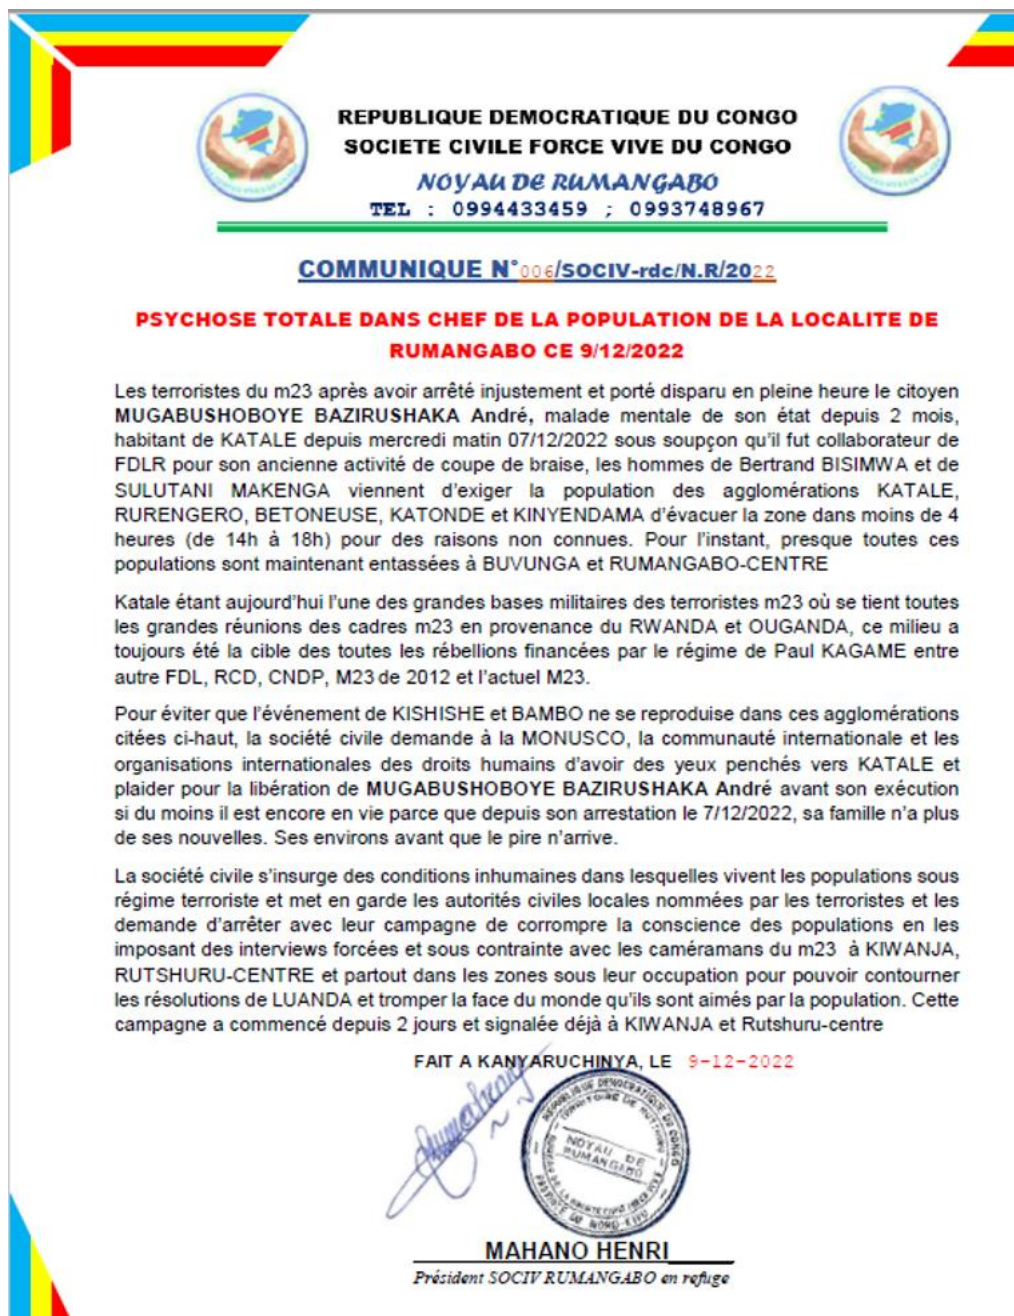 REPUBLIQUE DEMOCRATIQUE DU CONGO
SOCIETE CIVILE FORCE VIVE DU CONGO
NOYAU DE RUMANGABO
TEL : 0994433459 ; 0993748967
COMMUNIQUE N°006/SOCIV-rdc/N.R/2022
PSYCHOSE TOTALE DANS CHEF DE LA POPULATION DE LA LOCALITE DE
RUMANGABO CE 9/12/2022
Les terroristes du m23 après avoir arrêté injustement et porté disparu en pleine heure le citoyen
MUGABUSHOBOYE BAZIRUSHAKA André, malade mentale de son état depuis 2 mois,
habitant de KATALE depuis mercredi matin 07/12/2022 sous soupçon qu'il fut collaborateur de
FDLR pour son ancienne activité de coupe de braise, les hommes de Bertrand BISIMWA et de
SULUTANI MAKENGA viennent d'exiger la population des agglomérations KATALE,
RURENGERO, BETONEUSE, KATONDE et KINYENDAMA d'évacuer la zone dans moins de 4
heures (de 14h à 18h) pour des raisons non connues. Pour l'instant, presque toutes ces
populations sont maintenant entassées à BUVUNGA et RUMANGABO-CENTRE
Katale étant aujourd'hui l'une des grandes bases militaires des terroristes m23 où se tient toutes
les grandes réunions des cadres m23 en provenance du RWANDA et OUGANDA, ce milieu a
toujours été la cible des toutes les rébellions financées par le régime de Paul KAGAME entre
autre FDL, RCD, CNDP, M23 de 2012 et l'actuel M23.
Pour éviter que l'événement de KISHISHE et BAMBO ne se reproduise dans ces agglomérations
citées ci-haut, la société civile demande à la MONUSCO, la communauté internationale et les
organisations internationales des droits humains d'avoir des yeux penchés vers KATALE et
plaider pour la libération de MUGABUSHOBOYE BAZIRUSHAKA André avant son exécution
si du moins il est encore en vie parce que depuis son arrestation le 7/12/2022, sa famille n'a plus
de ses nouvelles. Ses environs avant que le pire n'arrive.
La société civile s'insurge des conditions inhumaines dans lesquelles vivent les populations sous
régime terroriste et met en garde les autorités civiles locales nommées par les terroristes et les
demande d'arrêter avec leur campagne de corrompre la conscience des populations en les
imposant des interviews forcées et sous contrainte avec les caméramans du m23 à KIWANJA,
RUTSHURU-CENTRE et partout dans les zones sous leur occupation pour pouvoir contourner
les résolutions de LUANDA et tromper la face du monde qu'ils sont aimés par la population. Cette
campagne a commencé depuis 2 jours et signalée déjà à KIWANJA et Rutshuru-centre
FAIT A KANYARUCHINYA, LE 9-12-2022
REPUBLIQUE DEMOCRATIQUE DU CONGO
TERRITOIRE DE RUTSHURU
NOYAU DE
RUMANGABO
PROVINCE DU NORD-KIVU
MAHANO HENRI
Président SOCIV RUMANGABO en refuge